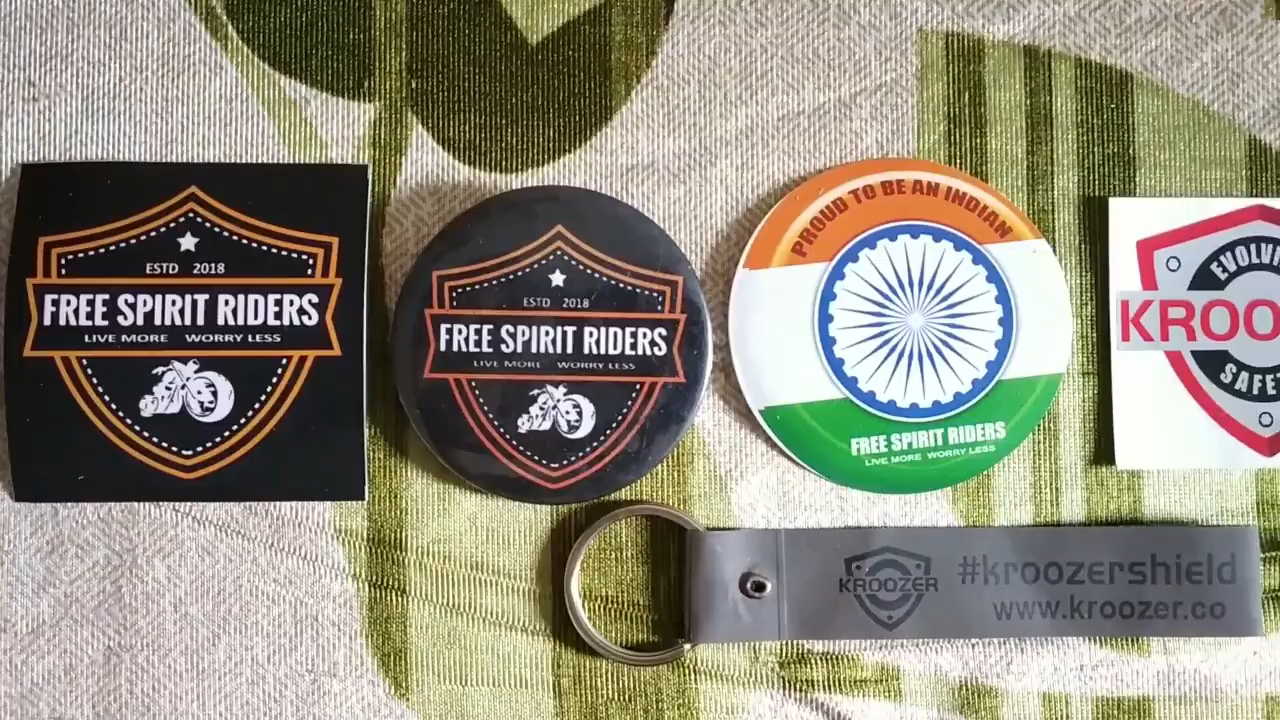 ESTD 2018
FREE SPIRIT RIDERS
LIVE MORE WORRY LESS
ESTD 2018
FREE SPIRIT RIDERS
LIVE MORE WORRY LESS
PROUD TO BE AN INDIAN
FREE SPIRIT RIDERS
LIVE MORE WORRY LESS
EVOLVI
KROO
SAFET
KROOZER
#kroozershield
www.kroozer.co